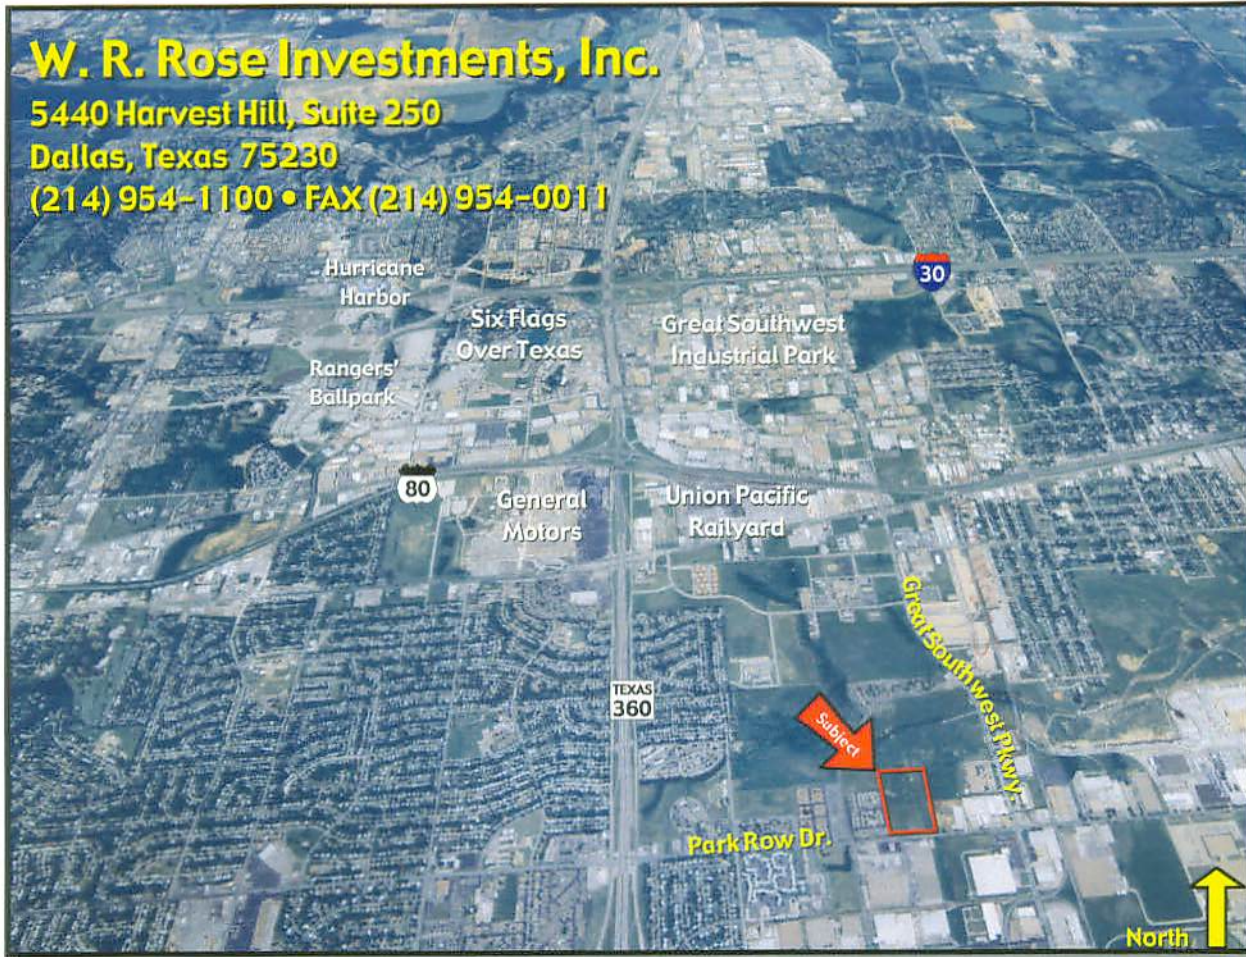 W. R. Rose Investments, Inc.
5440 Harvest Hill, Suite 250
Dallas, Texas 75230
(214) 954-1100 • FAX (214) 954-0011
Hurricane
Harbor
30
Six Flags
Over Texas
Great Southwest
Industrial Park
Rangers'
Ballpark
80
General
Motors
Union Pacific
Railyard
Great Southwest Pkwy.
TEXAS
360
Subject
Park Row Dr.
North